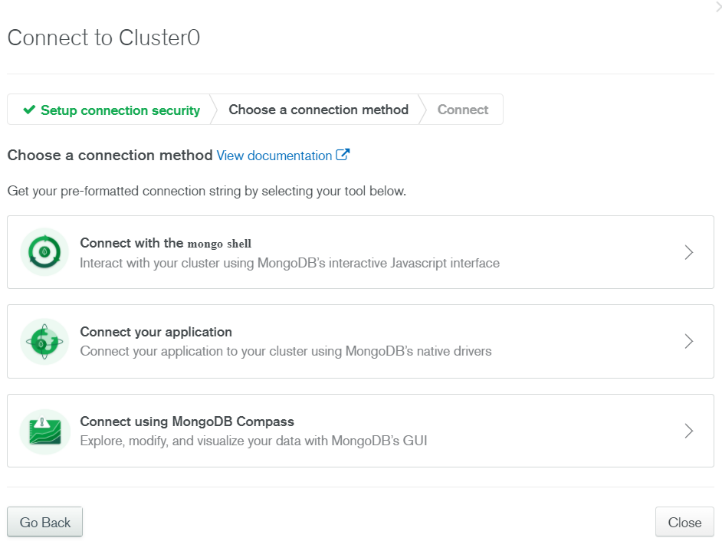 Connect to Cluster0
Setup connection security Choose a connection method Connect
Choose a connection method View documentation
Get your pre-formatted connection string by selecting your tool below.
Connect with the mongo shell
Interact with your cluster using MongoDB's interactive Javascript interface
Connect your application
Connect your application to your cluster using MongoDB's native drivers
Connect using MongoDB Compass
Explore, modify, and visualize your data with MongoDB's GUI
Go Back Close